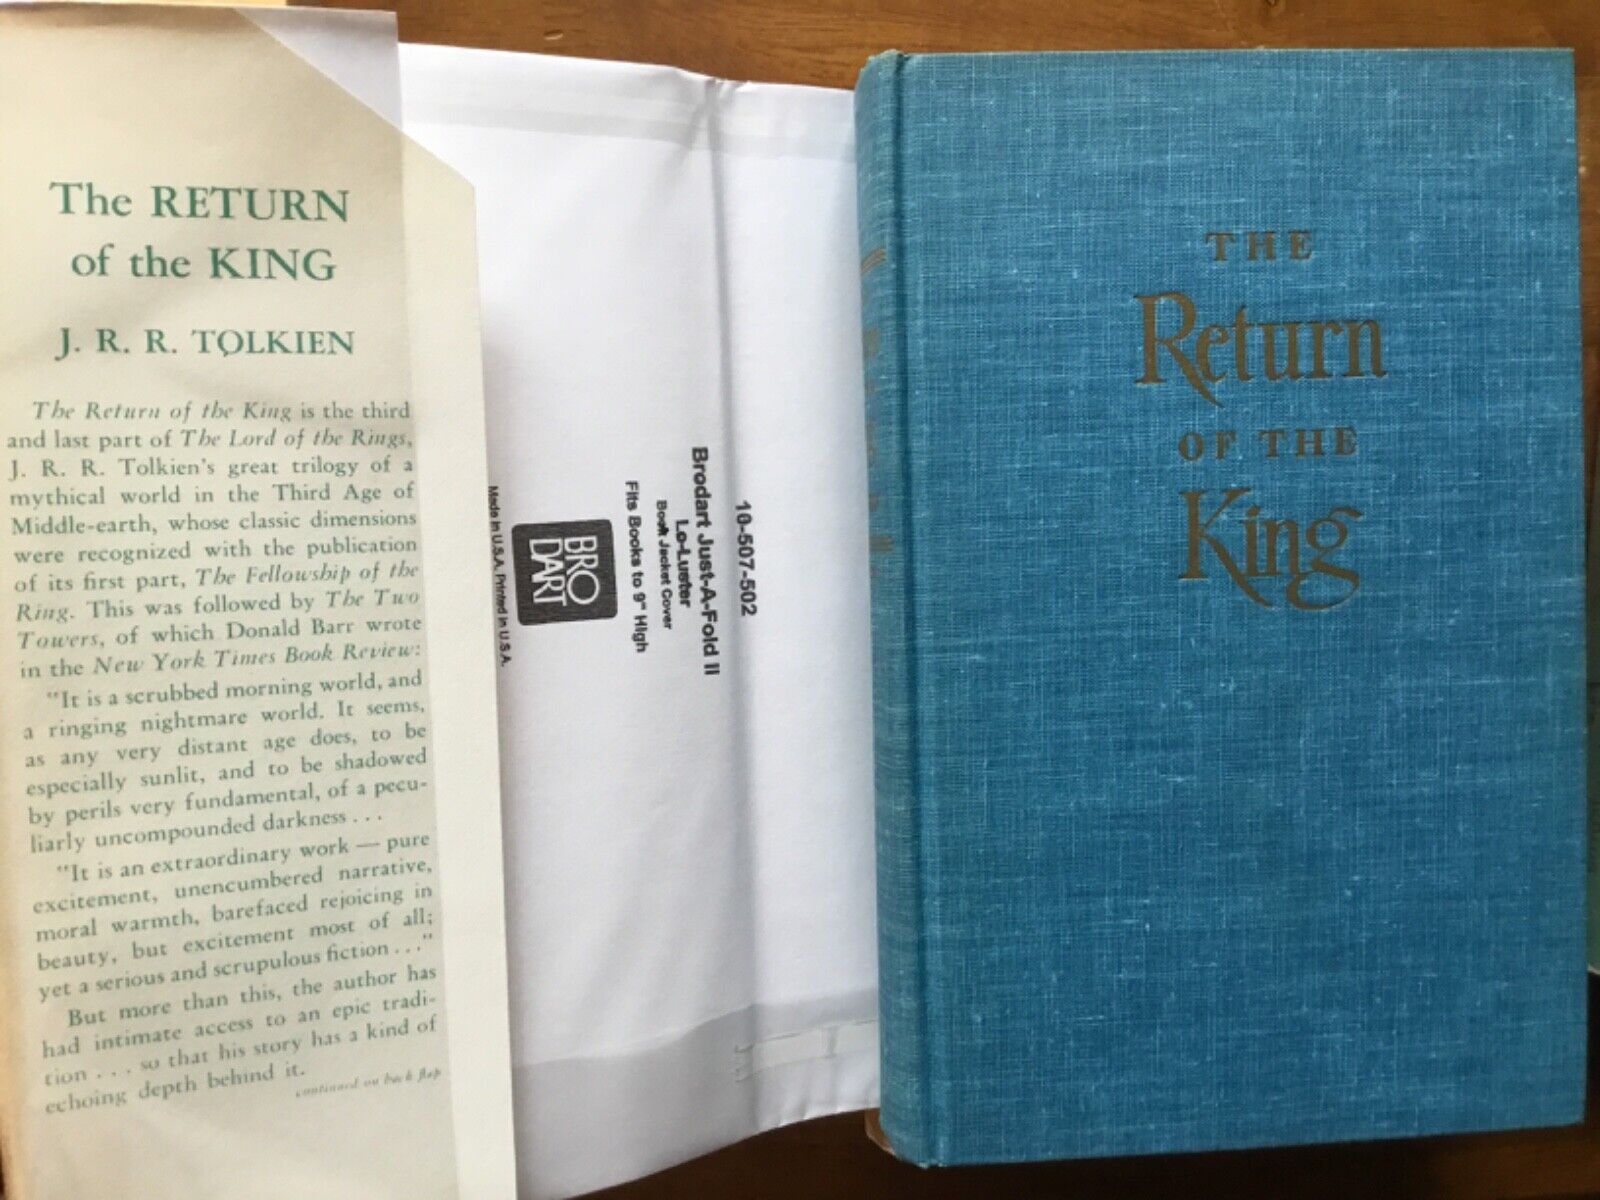 The RETURN
of the KING
J. R. R. TOLKIEN
The Return of the King is the third
and last part of The Lord of the Rings,
J. R. R. Tolkien's great trilogy of a
mythical world in the Third Age of
Middle-earth, whose classic dimensions
were recognized with the publication
of its first part, The Fellowship of the
Ring. This was followed by The Two
Towers, of which Donald Barr wrote
in the New York Times Book Review:
"It is a scrubbed morning world, and
a ringing nightmare world. It seems,
as any very distant age does, to be
especially sunlit, and to be shadowed
by perils very fundamental, of a pecu-
liarly uncompounded darkness . . .
"It is an extraordinary work — pure
excitement, unencumbered narrative,
moral warmth, barefaced rejoicing in
beauty, but excitement most of all;
yet a serious and scrupulous fiction . . ."
But more than this, the author has
had intimate access to an epic tradi-
tion . . . so that his story has a kind of
echoing depth behind it.
continued on back flap
10-507-502
Brodart Just-A-Fold II
Lo-Luster
Book Jacket Cover
Fits Books to 9" High
BRO
DART
Made in U.S.A. Printed in U.S.A.
THE
Return
OF THE
King